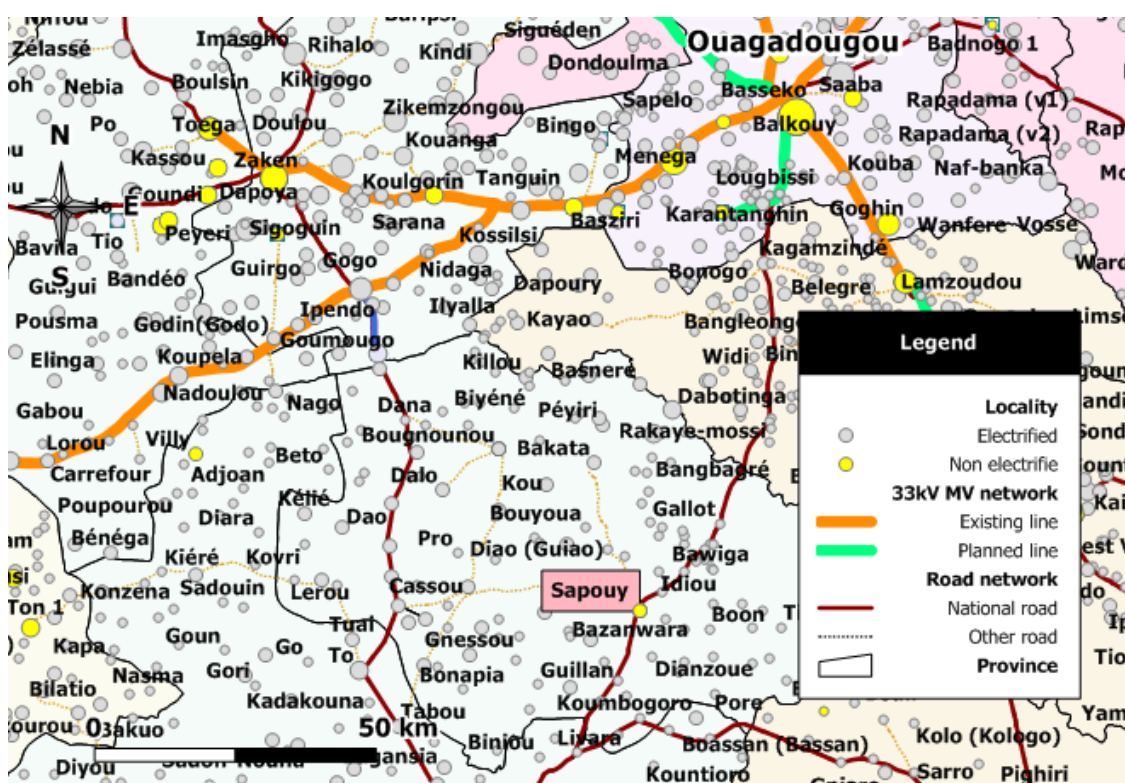 Zélassé
Imasgho
Rihalo
Kindi
Siguéden
Ouagadougou
Badnogo 1
Dondoulma
Nebia
Boulsin
Kikigogo
Zikemzongou
Sapelo
Basseko
Saaba
Rapadama (v1)
Po
Toega
Doulou
Kouanga
Bingo
Balkouy
Rapadama (v2)
N
Kassou
Zaken
Menega
Kouba
Naf-banka
Koulgorin
Tanguin
Lougbissi
Dapoya
E
Sarana
Basziri
Karantanghin
Goghin
Wanfere Vosse
Tio
Peyeri
Sigoguin
Kossilsi
Kagamzindé
Bavila
S
Bandéo
Guirgo
Gogo
Nidaga
Dapoury
Bonogo
Belegre
Lamzoudou
Pousma
Godin(Godo)
Ipendo
Ilyalla
Kayao
Elinga
Koupela
Goumougo
Killou
Basnere
Widi
Legend
Gabou
Nadoulou
Nago
Dana
Biyéné
Péyiri
Dabotinga
Locality
Lorou
Villy
Bougnounou
Bakata
Rakaye-mossi
Electrified
Carrefour
Adjoan
Beto
Dalo
Kou
Bangbagré
Non electrifie
Poupourou
Kélié
33kV MV network
Bénéga
Diara
Dao
Bouyoua
Gallot
Existing line
Kiéré
Kovri
Pro
Diao (Guiao)
Bawiga
Planned line
Konzena
Sadouin
Lerou
Cassou
Sapouy
Idiou
Road network
Ton 1
Tual
Bazanwara
Boon
National road
Kapa
Goun
Go
To
Gnessou
Other road
Nasma
Gori
Bonapia
Guillan
Dianzoue
Province
Bilatio
Kadakouna
Tabou
Koumbogoro
Pore
0
50 km
Binjou
Livara
Boassan (Bassan)
Kolo (Kologo)
Diyou
Kountioro
Sarro
Pighiri